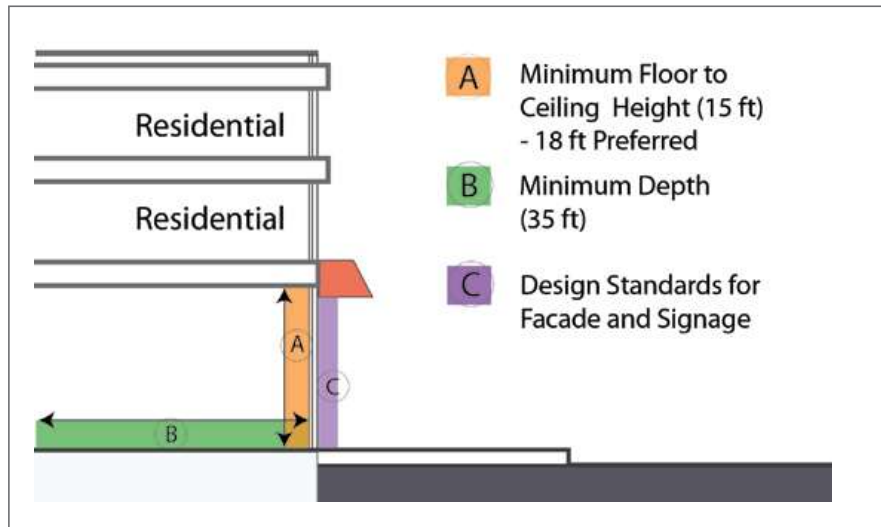 Residential
Residential
A
B
C
A
Minimum Floor to
Ceiling Height (15 ft)
- 18 ft Preferred
B
Minimum Depth
(35 ft)
C
Design Standards for
Facade and Signage